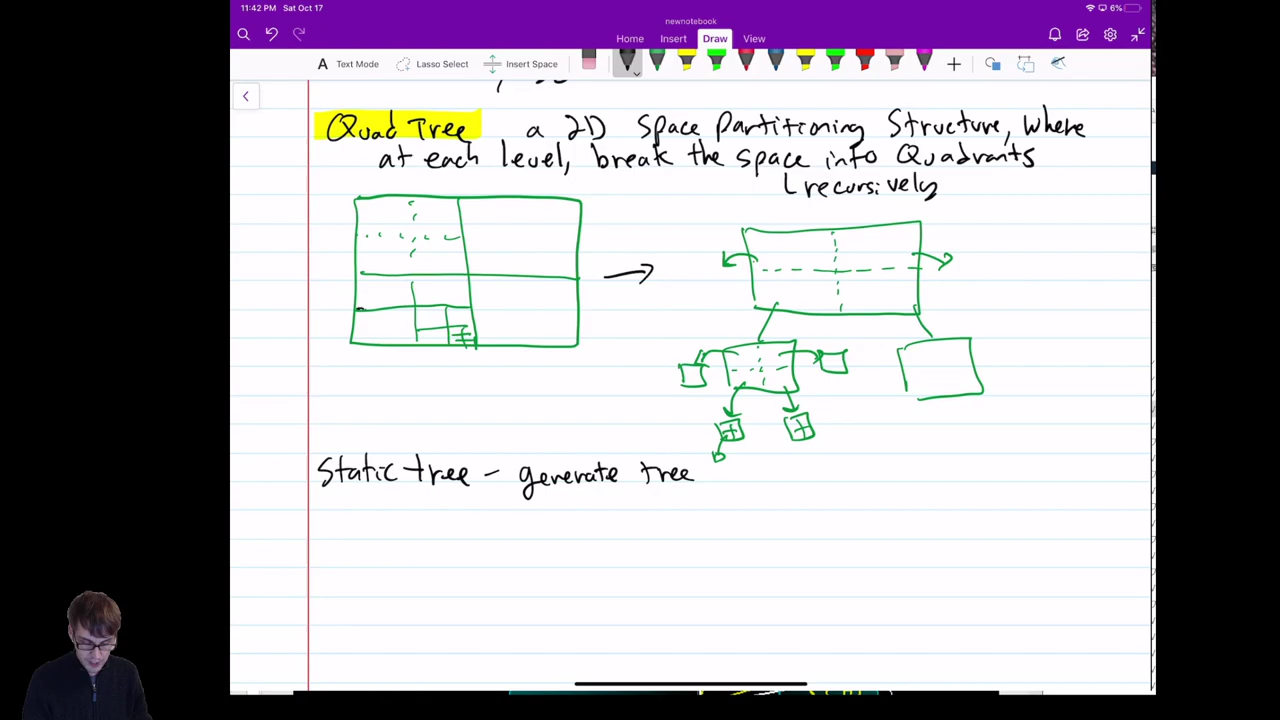 11:42 PM Sat Oct 17
6%
newnotebook
Home Insert Draw View
A Text Mode Lasso Select Insert Space
Quad Tree a 2D Space Partitioning Structure, where
at each level, break the space into Quadrants
recursively
Static tree - generate tree